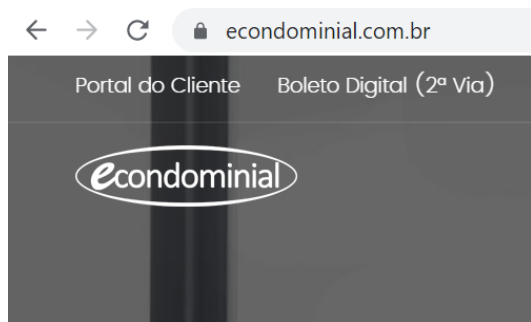 econdominial.com.br
Portal do Cliente Boleto Digital (2ª Via)
econdominial